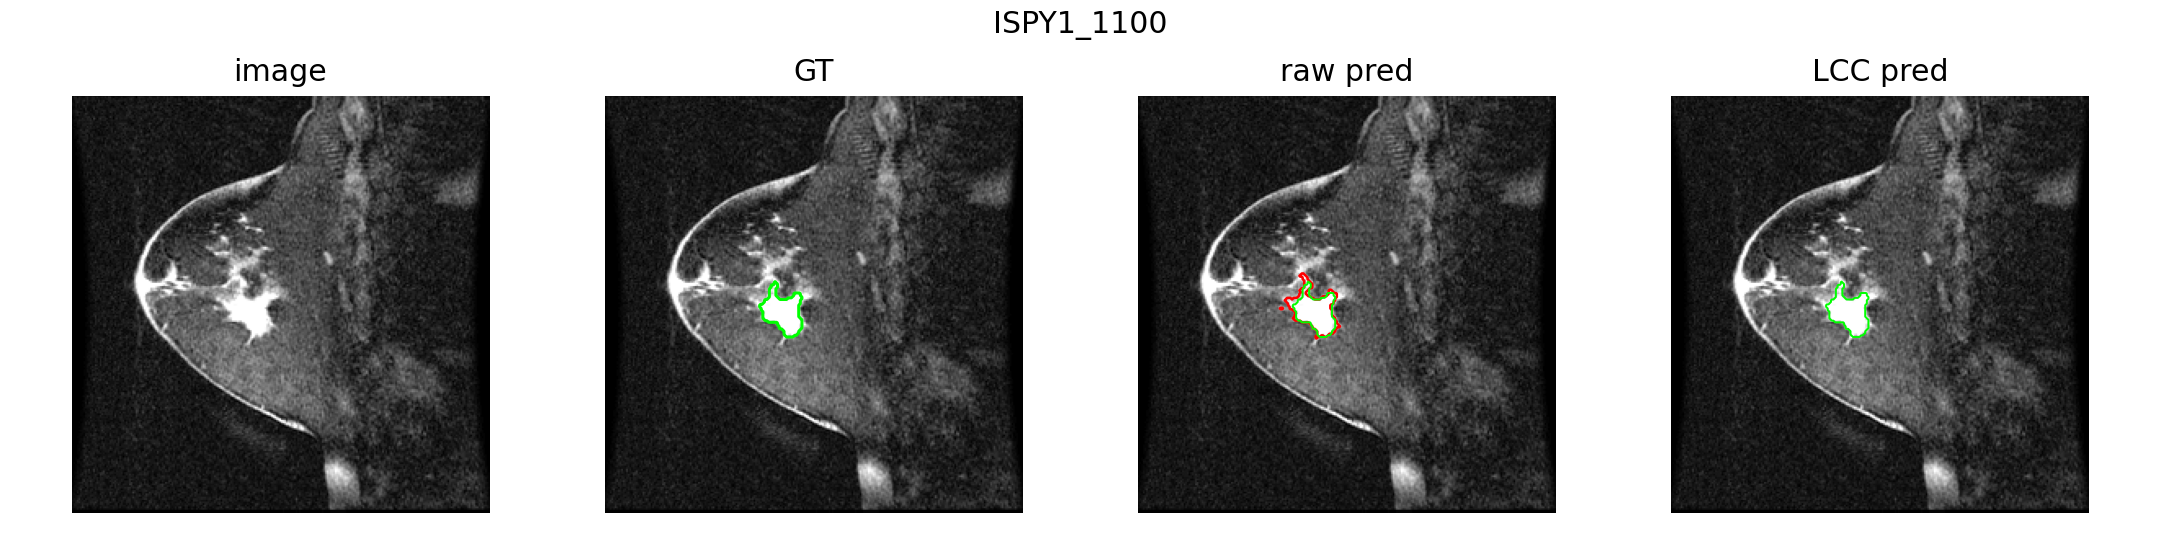 ISPY1_1100
image
GT
raw pred
LCC pred